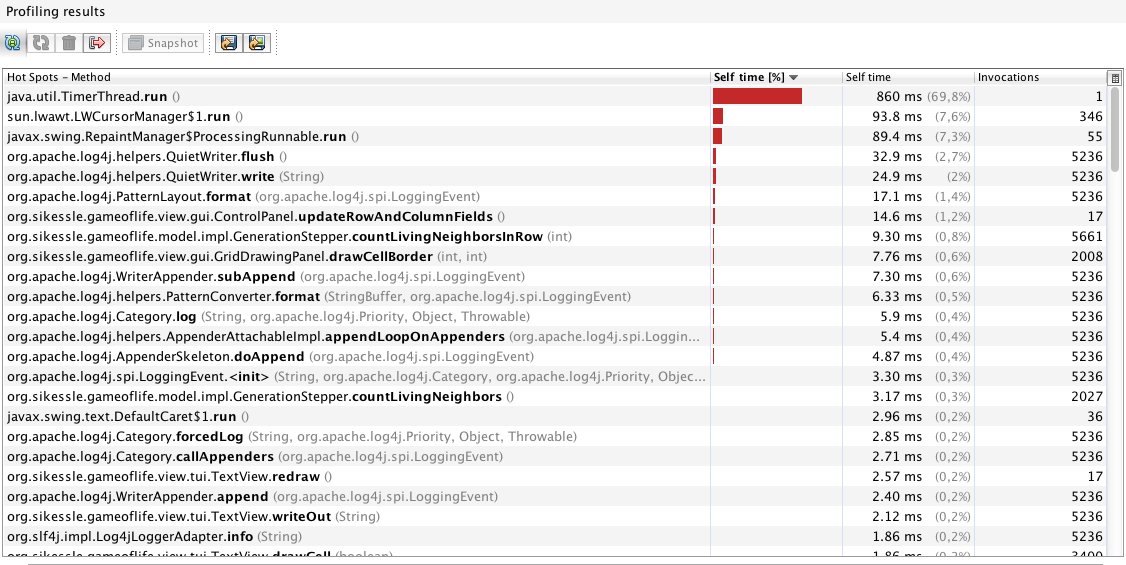 Profiling results
Snapshot
Hot Spots – Method Self time [%] Self time Invocations
java.util.TimerThread.run () 860 ms (69,8%) 1
sun.lwawt.LWCursorManager$1.run () 93.8 ms (7,6%) 346
javax.swing.RepaintManager$ProcessingRunnable.run () 89.4 ms (7,3%) 55
org.apache.log4j.helpers.QuietWriter.flush () 32.9 ms (2,7%) 5236
org.apache.log4j.helpers.QuietWriter.write (String) 24.9 ms (2%) 5236
org.apache.log4j.PatternLayout.format (org.apache.log4j.spi.LoggingEvent) 17.1 ms (1,4%) 5236
org.sikessle.gameoflife.view.gui.ControlPanel.updateRowAndColumnFields () 14.6 ms (1,2%) 17
org.sikessle.gameoflife.model.impl.GenerationStepper.countLivingNeighborsInRow (int) 9.30 ms (0,8%) 5661
org.sikessle.gameoflife.view.gui.GridDrawingPanel.drawCellBorder (int, int) 7.76 ms (0,6%) 2008
org.apache.log4j.WriterAppender.subAppend (org.apache.log4j.spi.LoggingEvent) 7.30 ms (0,6%) 5236
org.apache.log4j.helpers.PatternConverter.format (StringBuffer, org.apache.log4j.spi.LoggingEvent) 6.33 ms (0,5%) 5236
org.apache.log4j.Category.log (String, org.apache.log4j.Priority, Object, Throwable) 5.9 ms (0,4%) 5236
org.apache.log4j.helpers.AppenderAttachableImpl.appendLoopOnAppenders (org.apache.log4j.spi.Loggin... 5.4 ms (0,4%) 5236
org.apache.log4j.AppenderSkeleton.doAppend (org.apache.log4j.spi.LoggingEvent) 4.87 ms (0,4%) 5236
org.apache.log4j.spi.LoggingEvent.<init> (String, org.apache.log4j.Category, org.apache.log4j.Priority, Objec... 3.30 ms (0,3%) 5236
org.sikessle.gameoflife.model.impl.GenerationStepper.countLivingNeighbors () 3.17 ms (0,3%) 2027
javax.swing.text.DefaultCaret$1.run () 2.96 ms (0,2%) 36
org.apache.log4j.Category.forcedLog (String, org.apache.log4j.Priority, Object, Throwable) 2.85 ms (0,2%) 5236
org.apache.log4j.Category.callAppenders (org.apache.log4j.spi.LoggingEvent) 2.71 ms (0,2%) 5236
org.sikessle.gameoflife.view.tui.TextView.redraw () 2.57 ms (0,2%) 17
org.apache.log4j.WriterAppender.append (org.apache.log4j.spi.LoggingEvent) 2.40 ms (0,2%) 5236
org.sikessle.gameoflife.view.tui.TextView.writeOut (String) 2.12 ms (0,2%) 5236
org.slf4j.impl.Log4jLoggerAdapter.info (String) 1.86 ms (0,2%) 5236
org.sikessle.gameoflife.view.tui.TextView.drawCell (boolean) 1.86 ms (0,2%) 3400